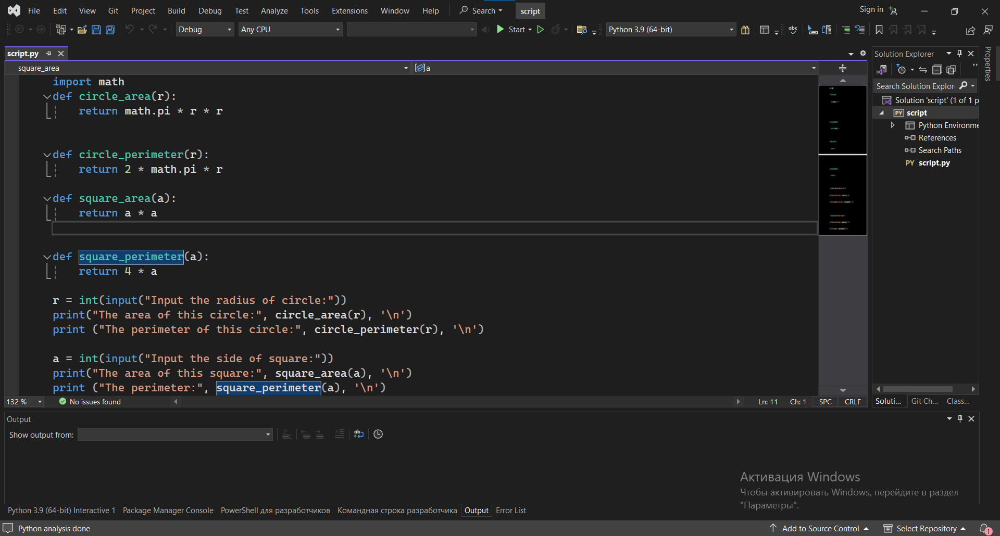 File Edit View Git Project Build Debug Test Analyze Tools Extensions Window Help Search script Sign in
Debug Any CPU Start Python 3.9 (64-bit) abc
script.py
square_area a
import math
def circle_area(r):
return math.pi * r * r
def circle_perimeter(r):
return 2 * math.pi * r
def square_area(a):
return a * a
def square_perimeter(a):
return 4 * a
r = int(input("Input the radius of circle:"))
print("The area of this circle:", circle_area(r), '\n')
print ("The perimeter of this circle:", circle_perimeter(r), '\n')
a = int(input("Input the side of square:"))
print("The area of this square:", square_area(a), '\n')
print ("The perimeter:", square_perimeter(a), '\n')
132 % No issues found Ln: 11 Ch: 1 SPC CRLF
Solution Explorer
Search Solution Explor
Solution 'script' (1 of 1 p
PY script
Python Environme
References
Search Paths
PY script.py
Soluti... Git Ch... Class...
Properties
Output
Show output from:
Активация Windows
Чтобы активировать Windows, перейдите в раздел
"Параметры".
Python 3.9 (64-bit) Interactive 1 Package Manager Console PowerShell для разработчиков Командная строка разработчика Output Error List
Python analysis done Add to Source Control Select Repository 1